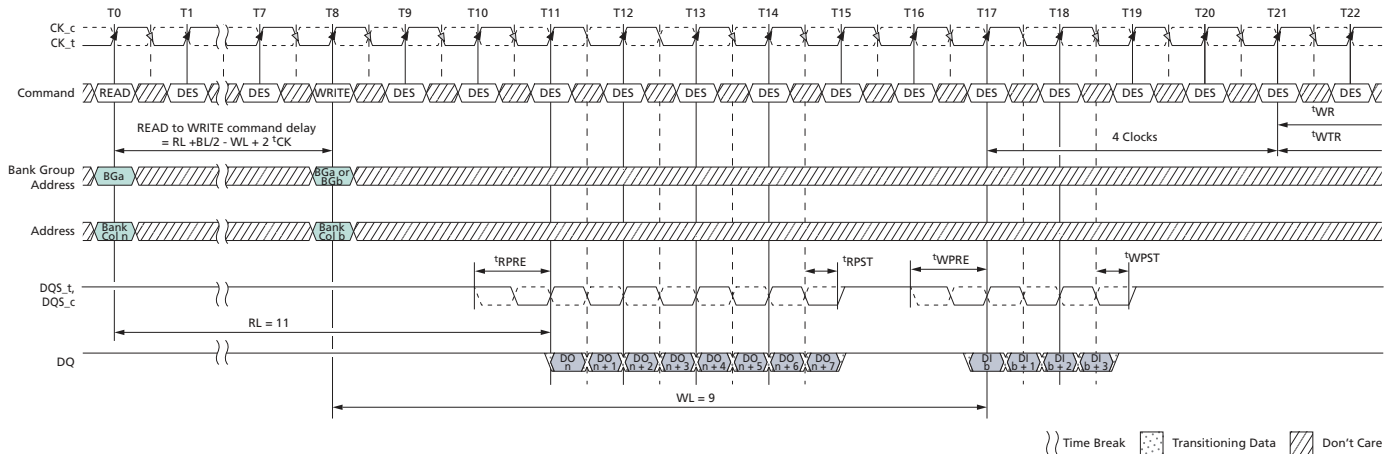 T0 T1 T7 T8 T9 T10 T11 T12 T13 T14 T15 T16 T17 T18 T19 T20 T21 T22
CK_c
CK_t
Command READ DES DES WRITE DES DES DES DES DES DES DES DES DES DES DES DES DES DES
tWR
READ to WRITE command delay
= RL +BL/2 - WL + 2 tCK
4 Clocks
tWTR
Bank Group
Address
BGa
BGa or
BGb
Address
Bank
Col n
Bank
Col b
tRPRE tRPST tWPRE tWPST
DQS_t,
DQS_c
RL = 11
DQ
DO
n
DO
n + 1
DO
n + 2
DO
n + 3
DO
n + 4
DO
n + 5
DO
n + 6
DO
n + 7
DI
b
DI
b + 1
DI
b + 2
DI
b + 3
WL = 9
Time Break Transitioning Data Don't Care